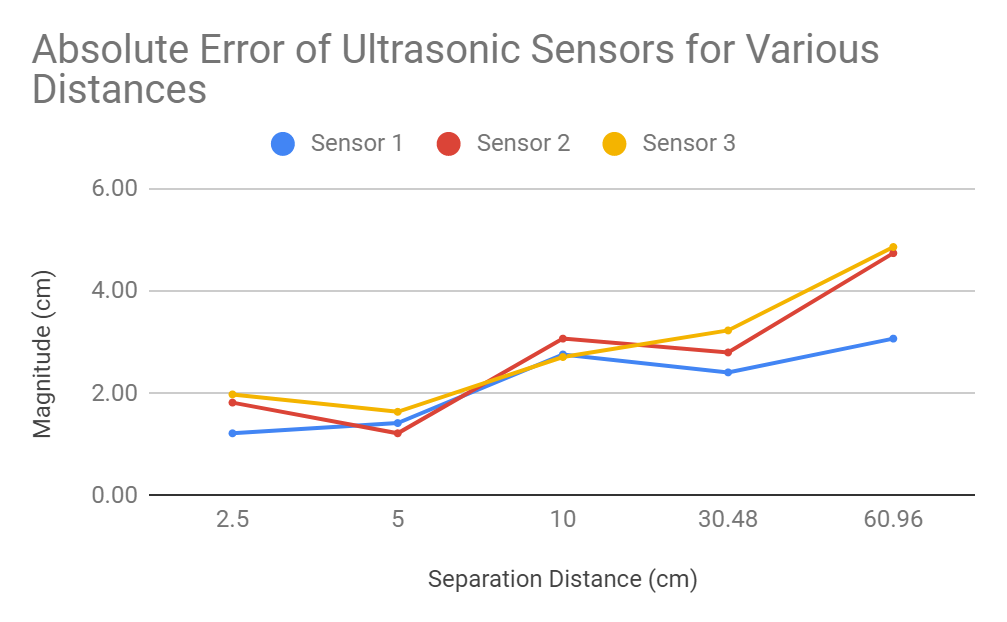 Absolute Error of Ultrasonic Sensors for Various
Distances
Sensor 1 Sensor 2 Sensor 3
6.00
4.00
2.00
0.00
Magnitude (cm)
2.5 5 10 30.48 60.96
Separation Distance (cm)